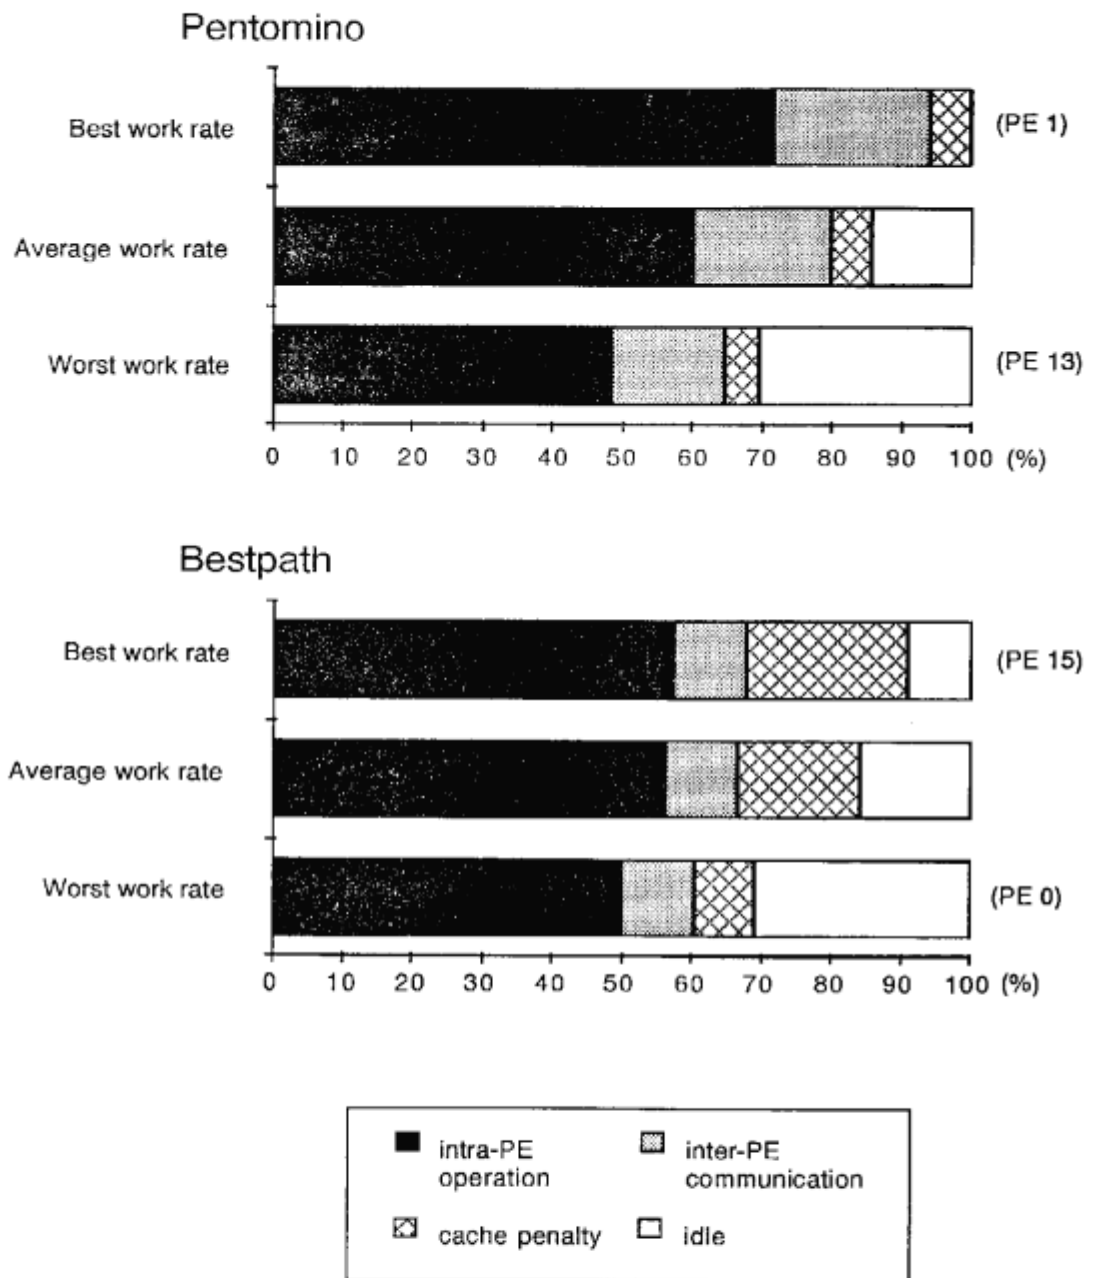 Pentomino
Best work rate
(PE 1)
Average work rate
Worst work rate
(PE 13)
0 10 20 30 40 50 60 70 80 90 100 (%)
Bestpath
Best work rate
(PE 15)
Average work rate
Worst work rate
(PE 0)
0 10 20 30 40 50 60 70 80 90 100 (%)
intra-PE
operation
inter-PE
communication
cache penalty
idle